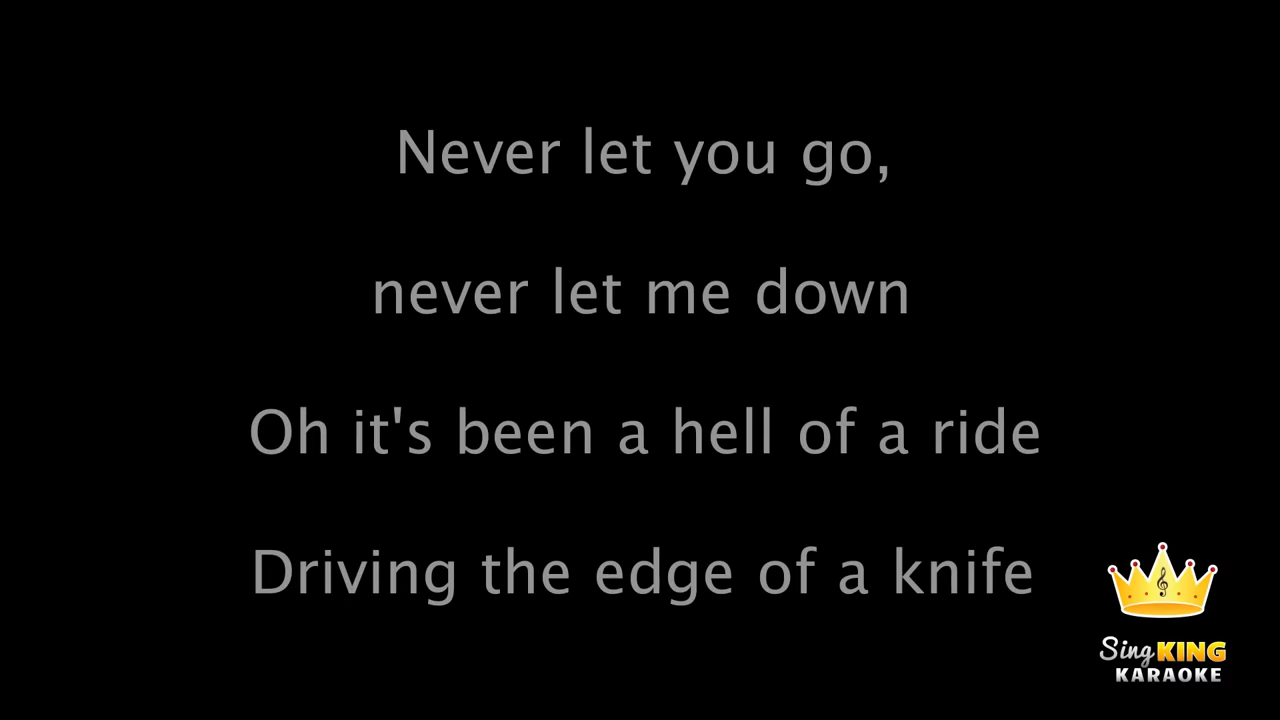 Never let you go,
never let me down
Oh it's been a hell of a ride
Driving the edge of a knife
Sing KING
KARAOKE